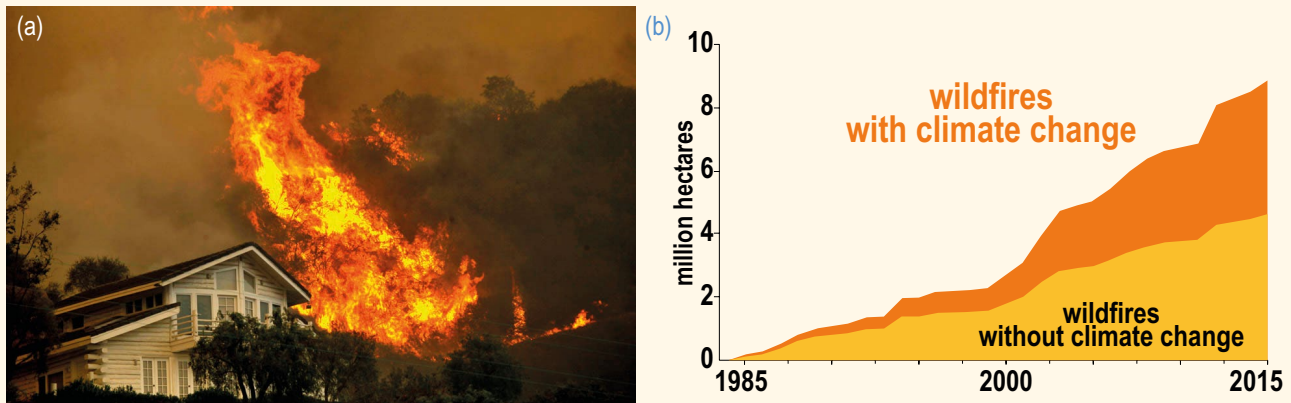 (a)
(b)
million hectares
10
8
6
4
2
0
wildfires
with climate change
wildfires
without climate change
1985
2000
2015